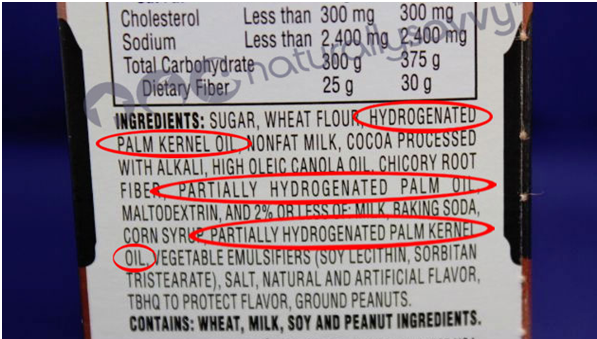 Cholesterol Less than 300 mg 300 mg
Sodium Less than 2,400 mg 2,400 mg
Total Carbohydrate 300 g 375 g
Dietary Fiber 25 g 30 g
naturallysavvy
INGREDIENTS: SUGAR, WHEAT FLOUR, HYDROGENATED
PALM KERNEL OIL, NONFAT MILK, COCOA PROCESSED
WITH ALKALI, HIGH OLEIC CANOLA OIL, CHICORY ROOT
FIBER, PARTIALLY HYDROGENATED PALM OIL,
MALTODEXTRIN, AND 2% OR LESS OF: MILK, BAKING SODA,
CORN SYRUP, PARTIALLY HYDROGENATED PALM KERNEL
OIL, VEGETABLE EMULSIFIERS (SOY LECITHIN, SORBITAN
TRISTEARATE), SALT, NATURAL AND ARTIFICIAL FLAVOR,
TBHQ TO PROTECT FLAVOR, GROUND PEANUTS.
CONTAINS: WHEAT, MILK, SOY AND PEANUT INGREDIENTS.